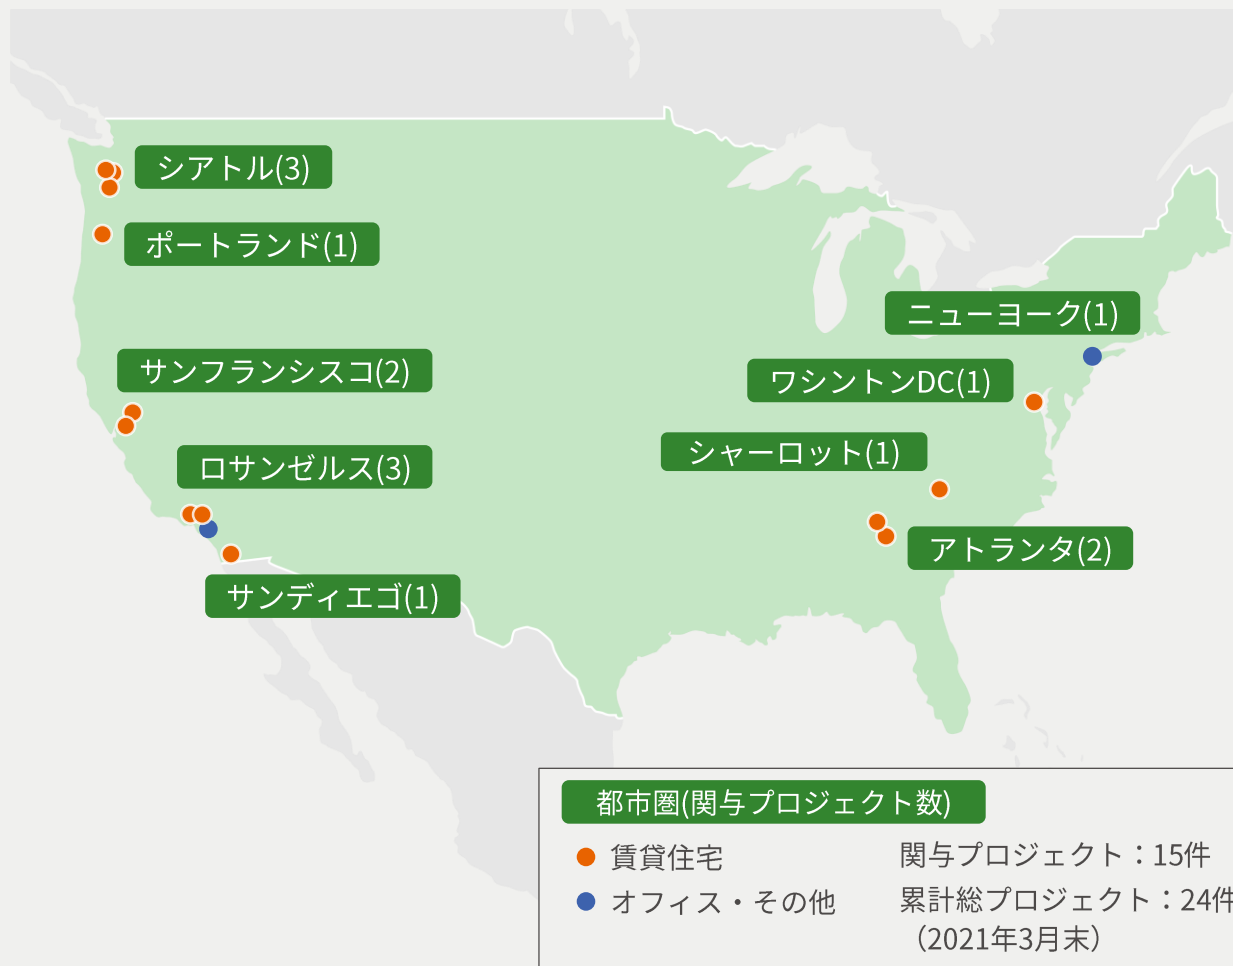 シアトル(3)
ポートランド(1)
ニューヨーク(1)
サンフランシスコ(2)
ワシントンDC(1)
シャーロット(1)
ロサンゼルス(3)
アトランタ(2)
サンディエゴ(1)
都市圏(関与プロジェクト数)
賃貸住宅
関与プロジェクト：15件
オフィス・その他
累計総プロジェクト：24件
（2021年3月末）